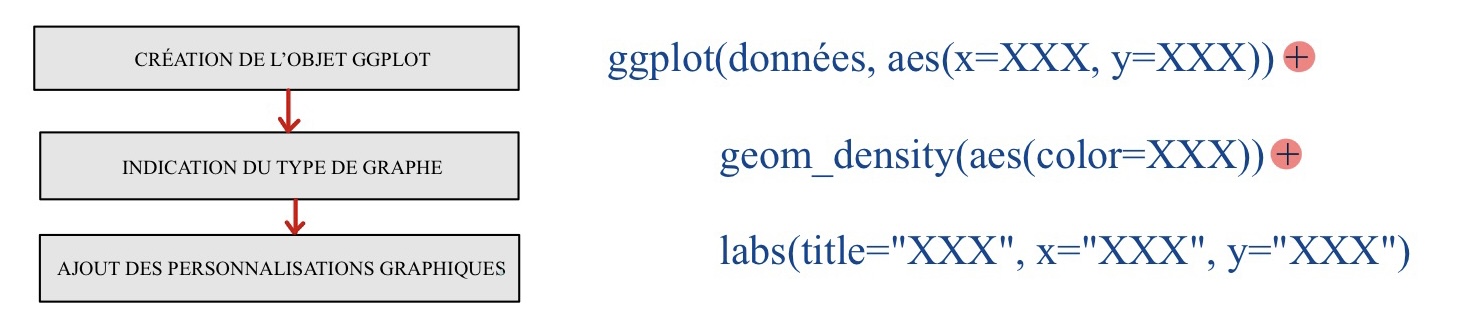 CRÉATION DE L’OBJET GGPLOT
ggplot(données, aes(x=XXX, y=XXX)) +
INDICATION DU TYPE DE GRAPHE
geom_density(aes(color=XXX)) +
AJOUT DES PERSONNALISATIONS GRAPHIQUES
labs(title="XXX", x="XXX", y="XXX")